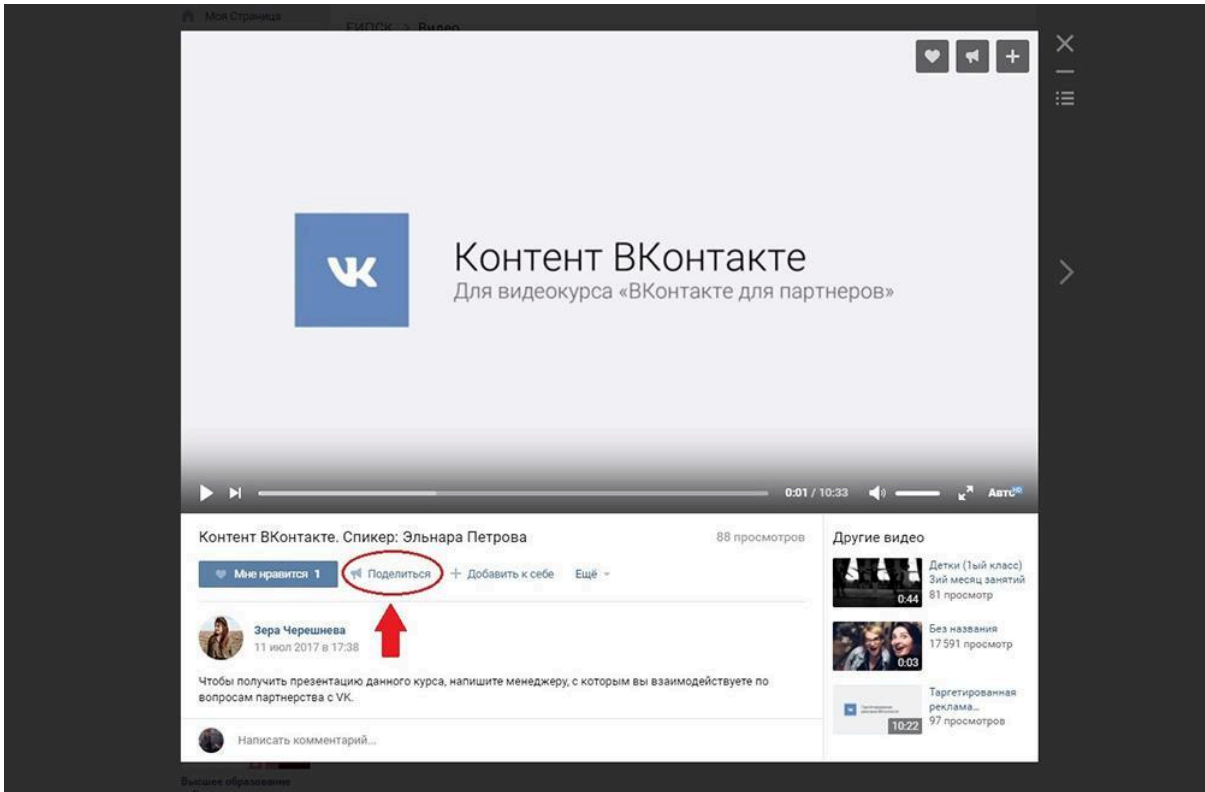 Моя Страница
ЕИПСК > Видео
VK
Контент ВКонтакте
Для видеокурса «ВКонтакте для партнеров»
0:01 / 10:33
Авто HD
Контент ВКонтакте. Спикер: Эльнара Петрова
88 просмотров
Мне нравится 1
Поделиться
Добавить к себе
Ещё
Зера Черешнева
11 июл 2017 в 17:38
Чтобы получить презентацию данного курса, напишите менеджеру, с которым вы взаимодействуете по
вопросам партнерства с VK.
Написать комментарий...
Другие видео
0:44
Детки (1ый класс)
3ий месяц занятий
81 просмотр
0:03
Без названия
17 591 просмотр
10:22
Таргетированная
реклама...
97 просмотров
Высшее образование